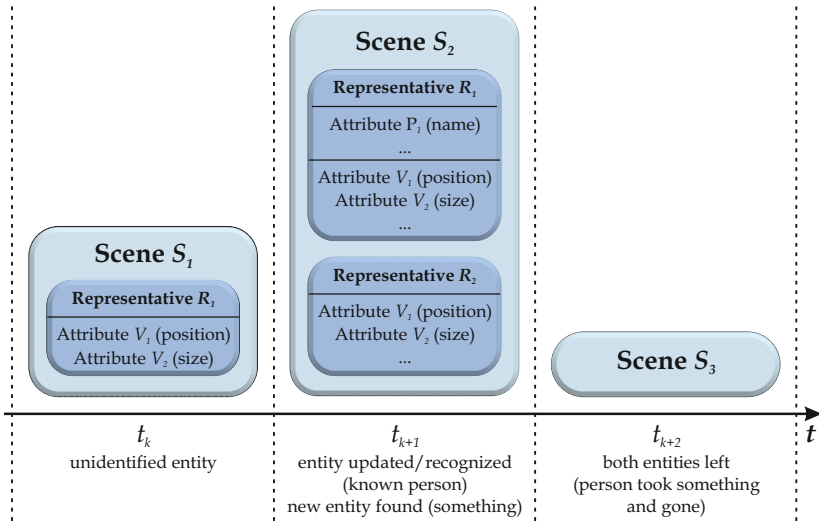 Scene S₁
Representative R₁
Attribute V₁ (position)
Attribute V₂ (size)
Scene S₂
Representative R₁
Attribute P₁ (name)
...
Attribute V₁ (position)
Attribute V₂ (size)
...
Representative R₂
Attribute V₁ (position)
Attribute V₂ (size)
...
Scene S₃
tₖ
unidentified entity
tₖ₊₁
entity updated/recognized
(known person)
new entity found (something)
tₖ₊₂
both entities left
(person took something
and gone)
t